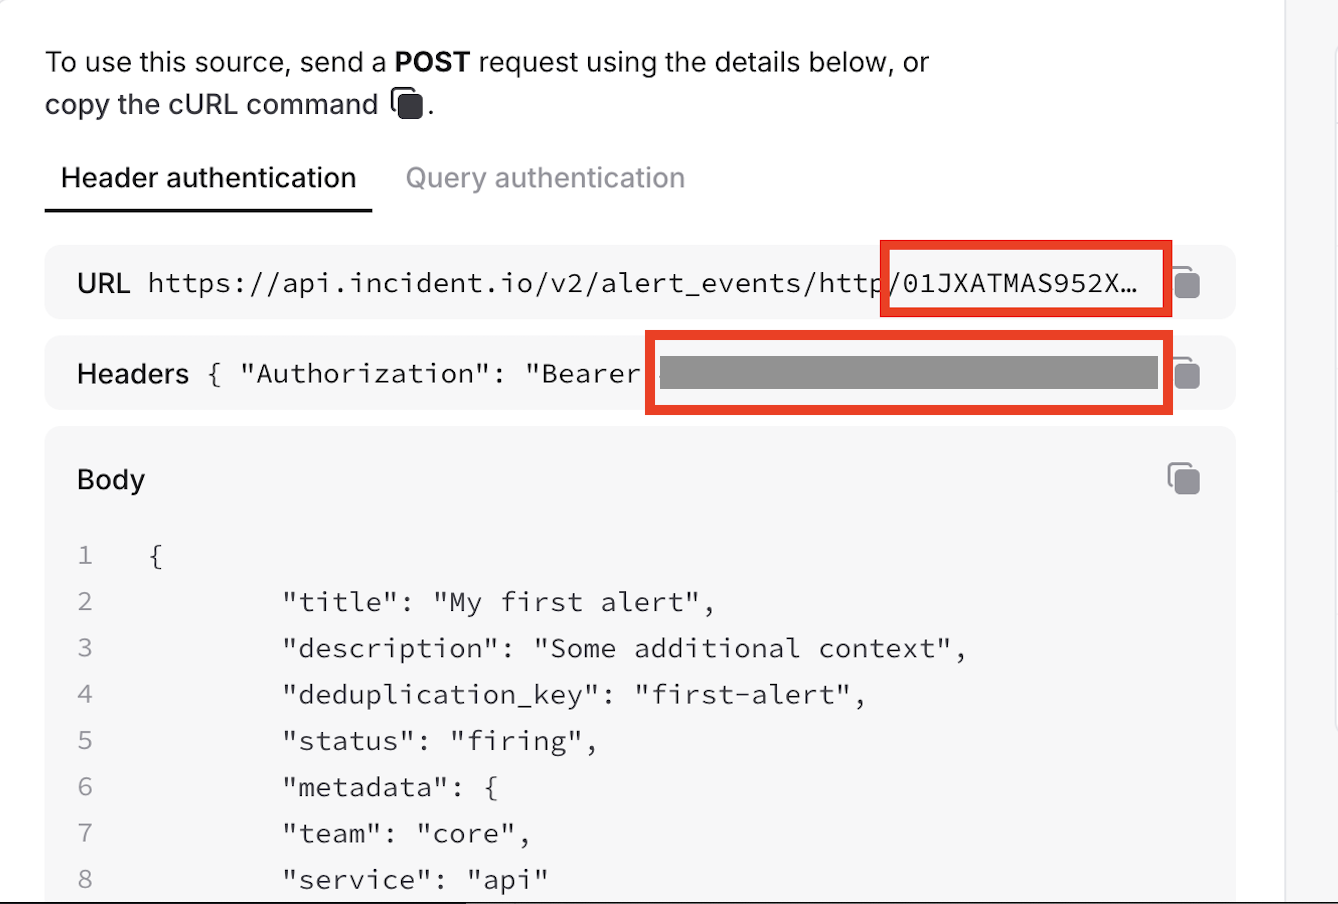 To use this source, send a POST request using the details below, or
copy the cURL command .
Header authentication Query authentication
URL https://api.incident.io/v2/alert_events/http/01JXATMAS952X…
Headers { "Authorization": "Bearer
Body
1 {
2 "title": "My first alert",
3 "description": "Some additional context",
4 "deduplication_key": "first-alert",
5 "status": "firing",
6 "metadata": {
7 "team": "core",
8 "service": "api"